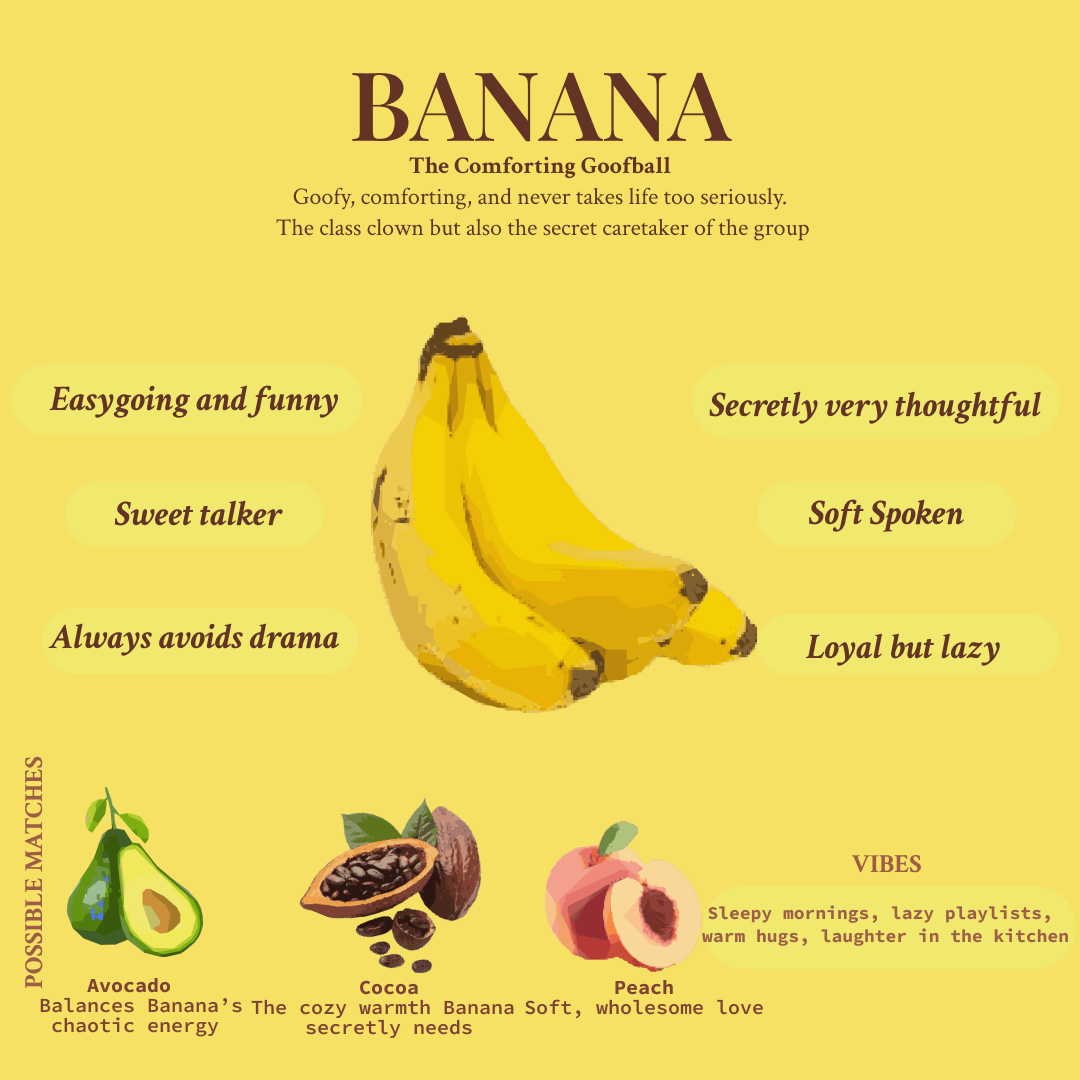 BANANA
The Comforting Goofball
Goofy, comforting, and never takes life too seriously.
The class clown but also the secret caretaker of the group
Easygoing and funny
Secretly very thoughtful
Sweet talker
Soft Spoken
Always avoids drama
Loyal but lazy
POSSIBLE MATCHES
Avocado
Balances Banana’s
chaotic energy
Cocoa
The cozy warmth Banana
secretly needs
Peach
Soft, wholesome love
VIBES
Sleepy mornings, lazy playlists,
warm hugs, laughter in the kitchen